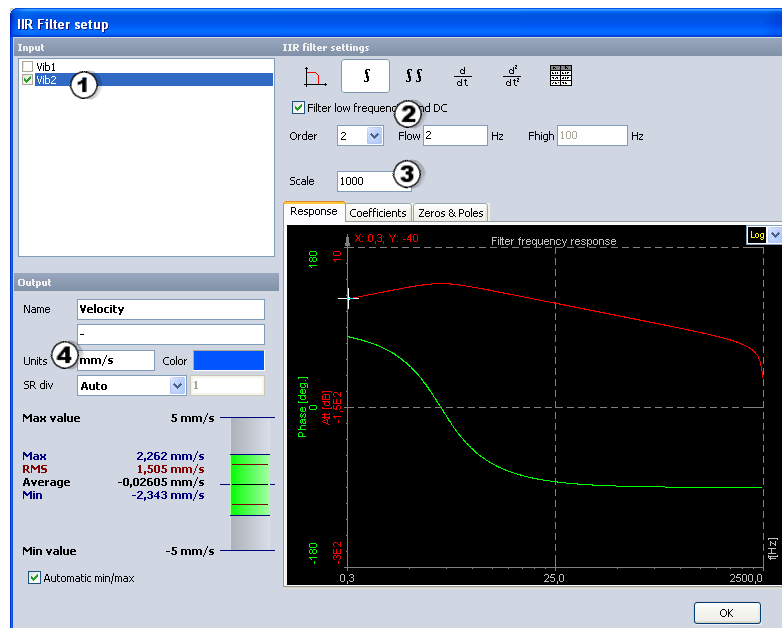 IIR Filter setup
Input
IIR filter settings
Vib1
Vib2
1
∫
∫∫
d
dt
d²
dt²
Filter low frequenc nd DC
2
Order 2 Flow 2 Hz Fhigh 100 Hz
Scale 1000
3
Response Coefficients Zeros & Poles
X: 0,3; Y: -40
Filter frequency response
Log
180
10
Phase [deg.]
0
Att [dB]
-1,5E2
-180
-3E2
0,3 25,0 2500,0
f[Hz]
Output
Name Velocity
-
Units mm/s Color
4
SR div Auto 1
Max value 5 mm/s
Max 2,262 mm/s
RMS 1,505 mm/s
Average -0,02605 mm/s
Min -2,343 mm/s
Min value -5 mm/s
Automatic min/max
OK